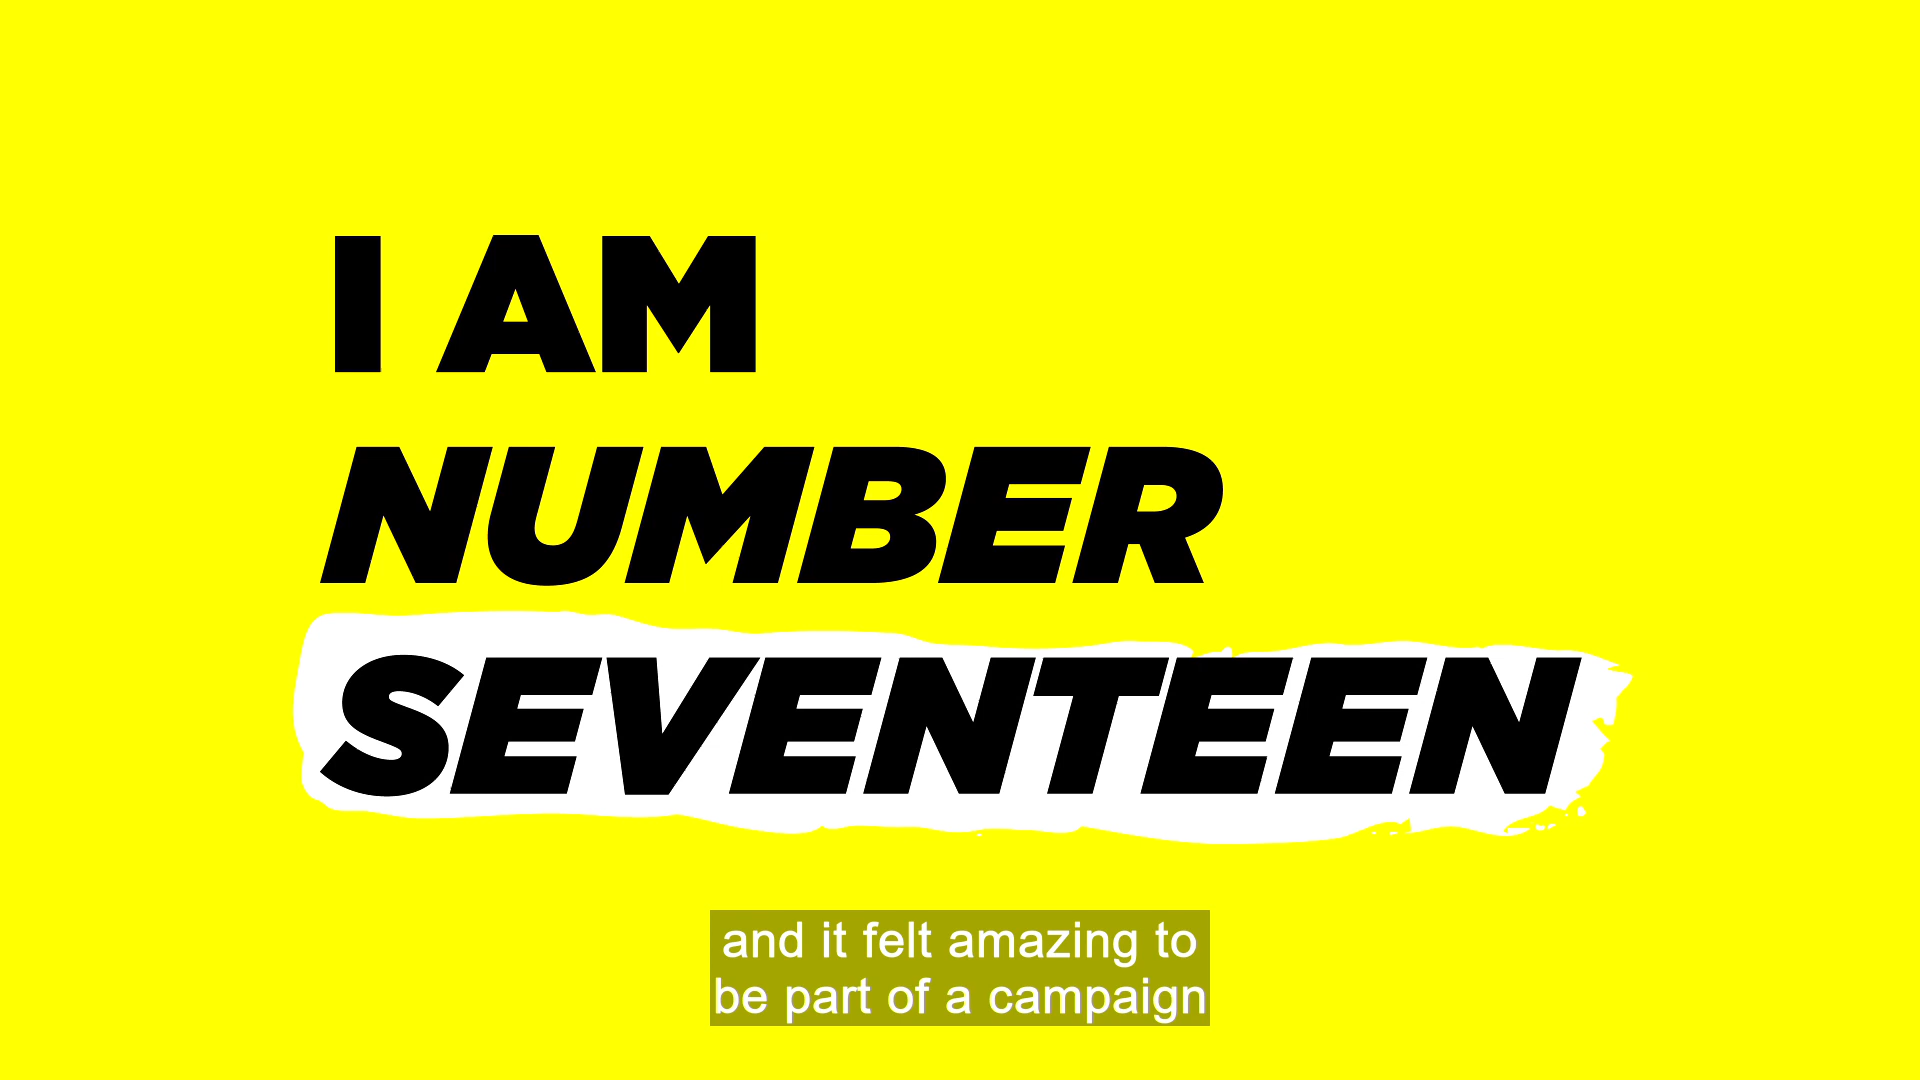 I AM
NUMBER
SEVENTEEN
and it felt amazing to
be part of a campaign